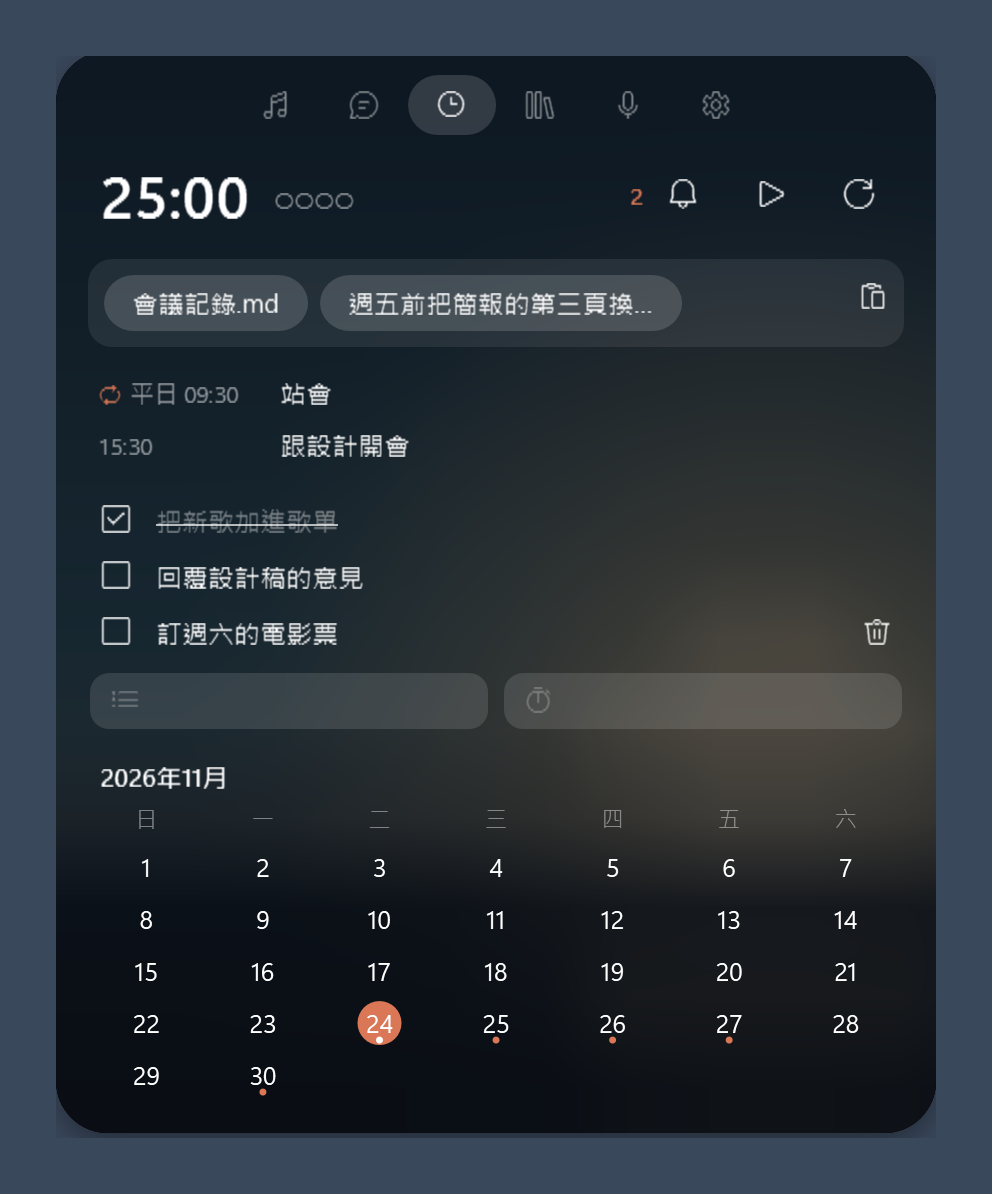 25:00
2
會議記錄.md 週五前把簡報的第三頁換...
平日 09:30 站會
15:30 跟設計開會
把新歌加進歌單
回覆設計稿的意見
訂週六的電影票
2026年11月
日 一 二 三 四 五 六
1 2 3 4 5 6 7
8 9 10 11 12 13 14
15 16 17 18 19 20 21
22 23 24 25 26 27 28
29 30